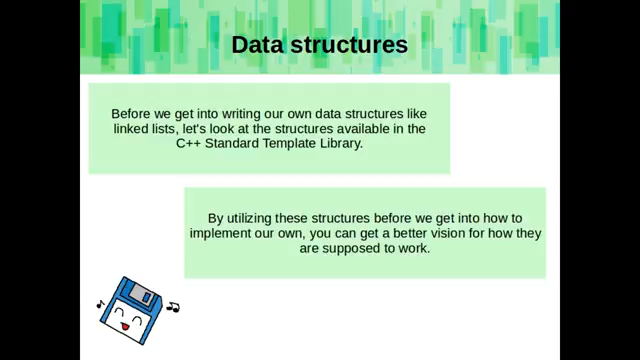 Data structures
Before we get into writing our own data structures like
linked lists, let's look at the structures available in the
C++ Standard Template Library.
By utilizing these structures before we get into how to
implement our own, you can get a better vision for how they
are supposed to work.